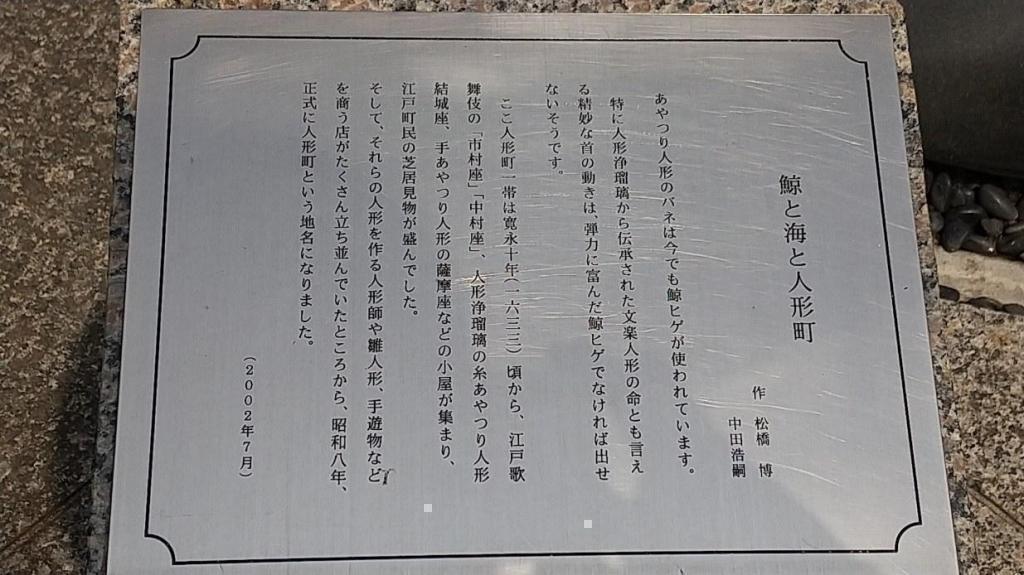 鯨と海と人形町
作 松橋 博
中田浩嗣
あやつり人形のバネは今でも鯨ヒゲが使われています。
特に人形浄瑠璃から伝承された文楽人形の命とも言え
る精妙な首の動きは、弾力に富んだ鯨ヒゲでなければ出せ
ないそうです。
ここ人形町一帯は寛永十年（一六三三）頃から、江戸歌
舞伎の「市村座」「中村座」、人形浄瑠璃の糸あやつり人形
結城座、手あやつり人形の薩摩座などの小屋が集まり、
江戸町民の芝居見物が盛んでした。
そして、それらの人形を作る人形師や雛人形、手遊物など
を商う店がたくさん立ち並んでいたところから、昭和八年、
正式に人形町という地名になりました。
（2002年7月）